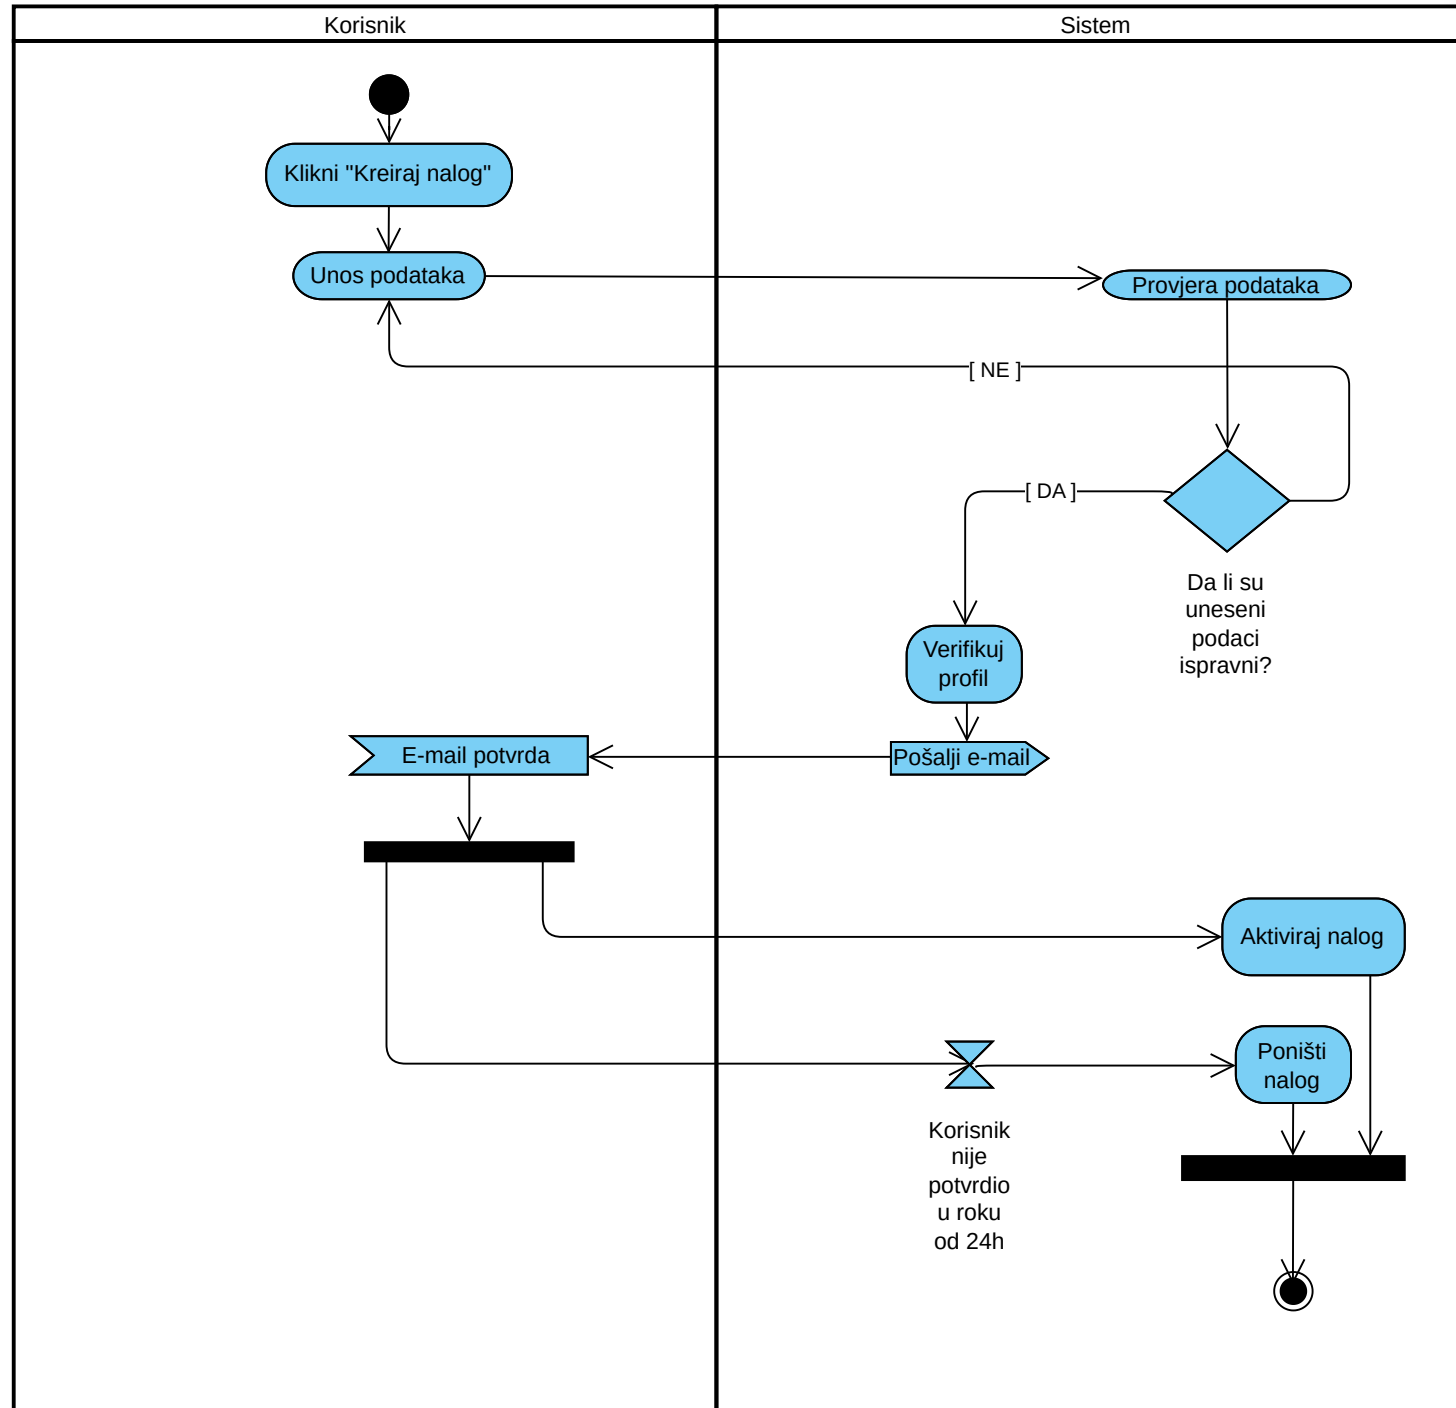 Korisnik
Sistem
Klikni "Kreiraj nalog"
Unos podataka
Provjera podataka
[ NE ]
[ DA ]
Da li su
uneseni
podaci
ispravni?
Verifikuj
profil
E-mail potvrda
Pošalji e-mail
Aktiviraj nalog
Poništi
nalog
Korisnik
nije
potvrdio
u roku
od 24h